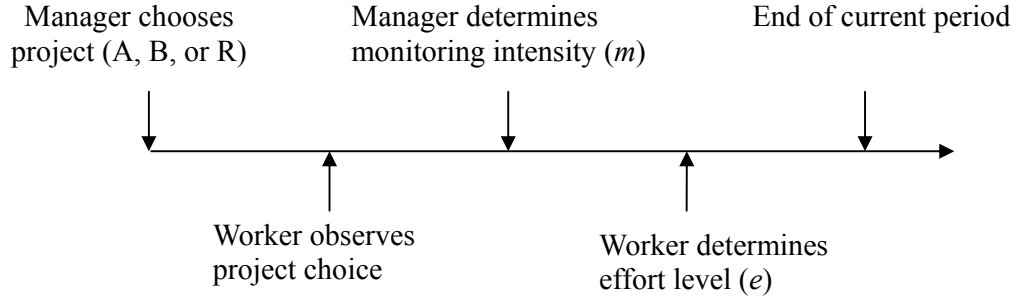 Manager chooses
project (A, B, or R)
Manager determines
monitoring intensity (m)
End of current period
Worker observes
project choice
Worker determines
effort level (e)